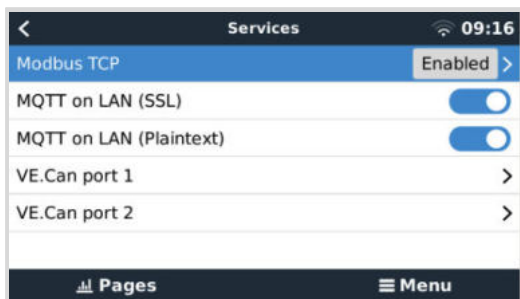 Services 09:16
Modbus TCP Enabled
MQTT on LAN (SSL)
MQTT on LAN (Plaintext)
VE.Can port 1
VE.Can port 2
Pages Menu